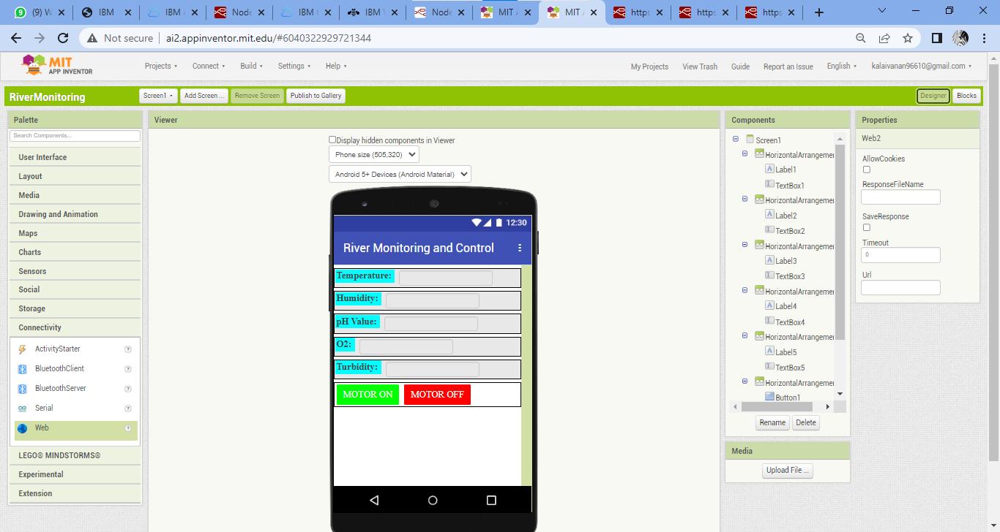 (9) W
IBM
IBM A
Node
IBM C
IBM W
Node
MIT A
MIT A
https
https
https
Not secure
ai2.appinventor.mit.edu/#6040322929721344
MIT
APP INVENTOR
Projects
Connect
Build
Settings
Help
My Projects
View Trash
Guide
Report an Issue
English
kalaivanan96610@gmail.com
RiverMonitoring
Screen1
Add Screen ...
Remove Screen
Publish to Gallery
Designer
Blocks
Palette
Search Components...
User Interface
Layout
Media
Drawing and Animation
Maps
Charts
Sensors
Social
Storage
Connectivity
ActivityStarter
BluetoothClient
BluetoothServer
Serial
Web
LEGO® MINDSTORMS®
Experimental
Extension
Viewer
Display hidden components in Viewer
Phone size (505,320)
Android 5+ Devices (Android Material)
12:30
River Monitoring and Control
Temperature:
Humidity:
pH Value:
O2:
Turbidity:
MOTOR ON
MOTOR OFF
Components
Screen1
HorizontalArrangeme
Label1
TextBox1
HorizontalArrangeme
Label2
TextBox2
HorizontalArrangeme
Label3
TextBox3
HorizontalArrangeme
Label4
TextBox4
HorizontalArrangeme
Label5
TextBox5
HorizontalArrangeme
Button1
Rename
Delete
Media
Upload File ...
Properties
Web2
AllowCookies
ResponseFileName
SaveResponse
Timeout
0
Url